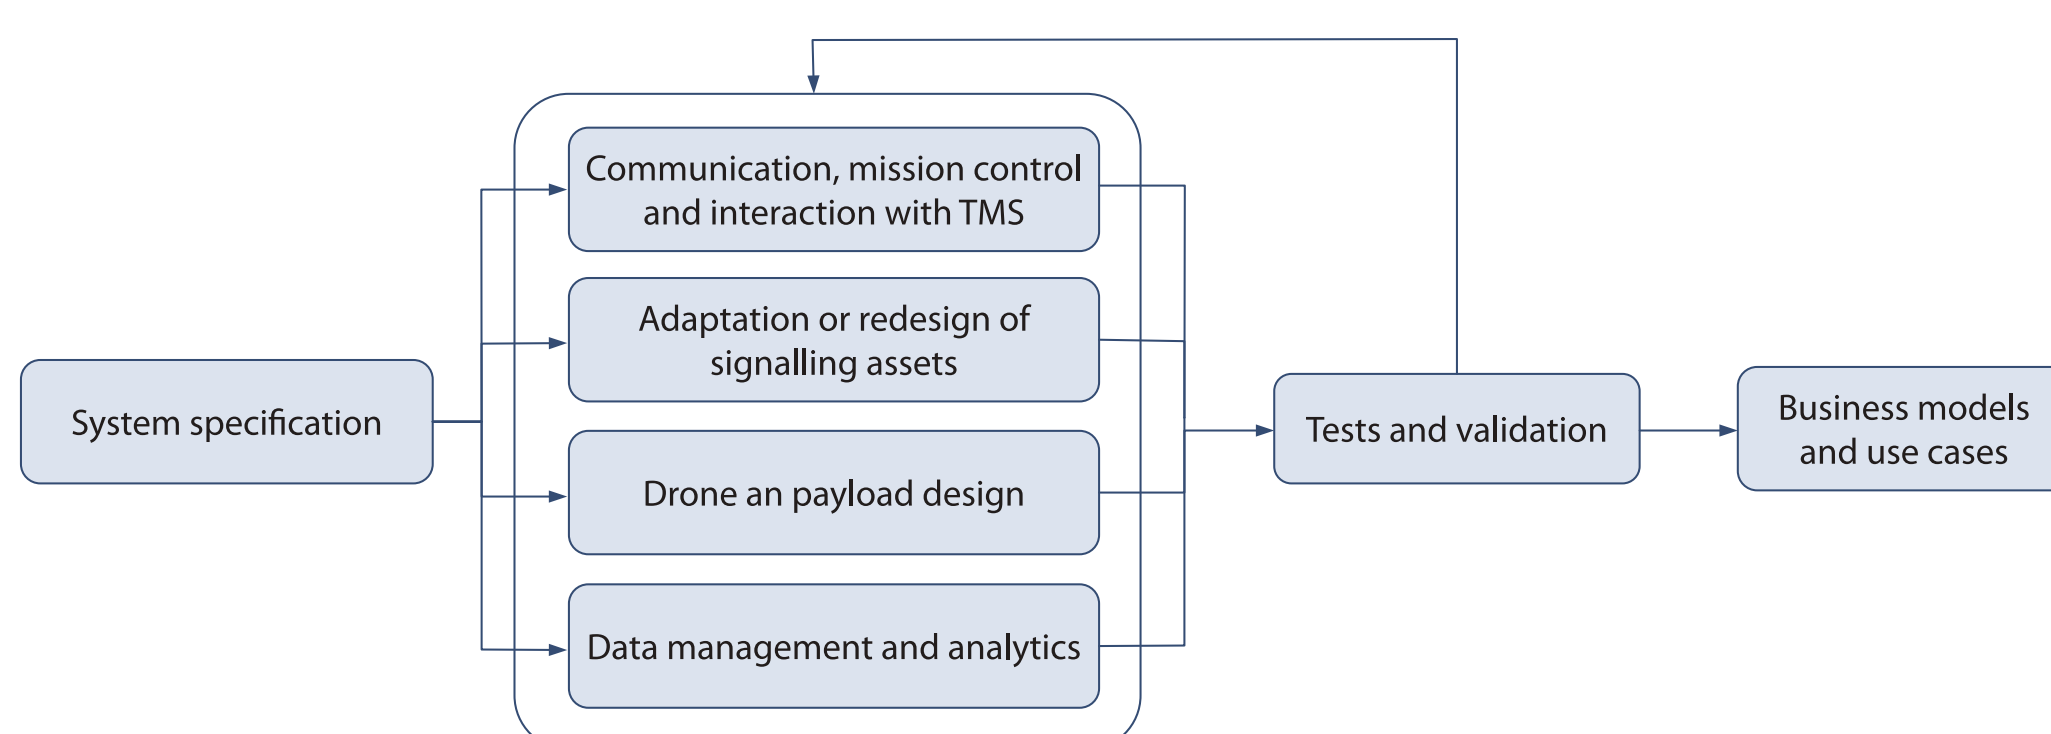 Communication, mission control
and interaction with TMS
Adaptation or redesign of
signalling assets
System specification
Drone an payload design
Data management and analytics
Tests and validation
Business models
and use cases